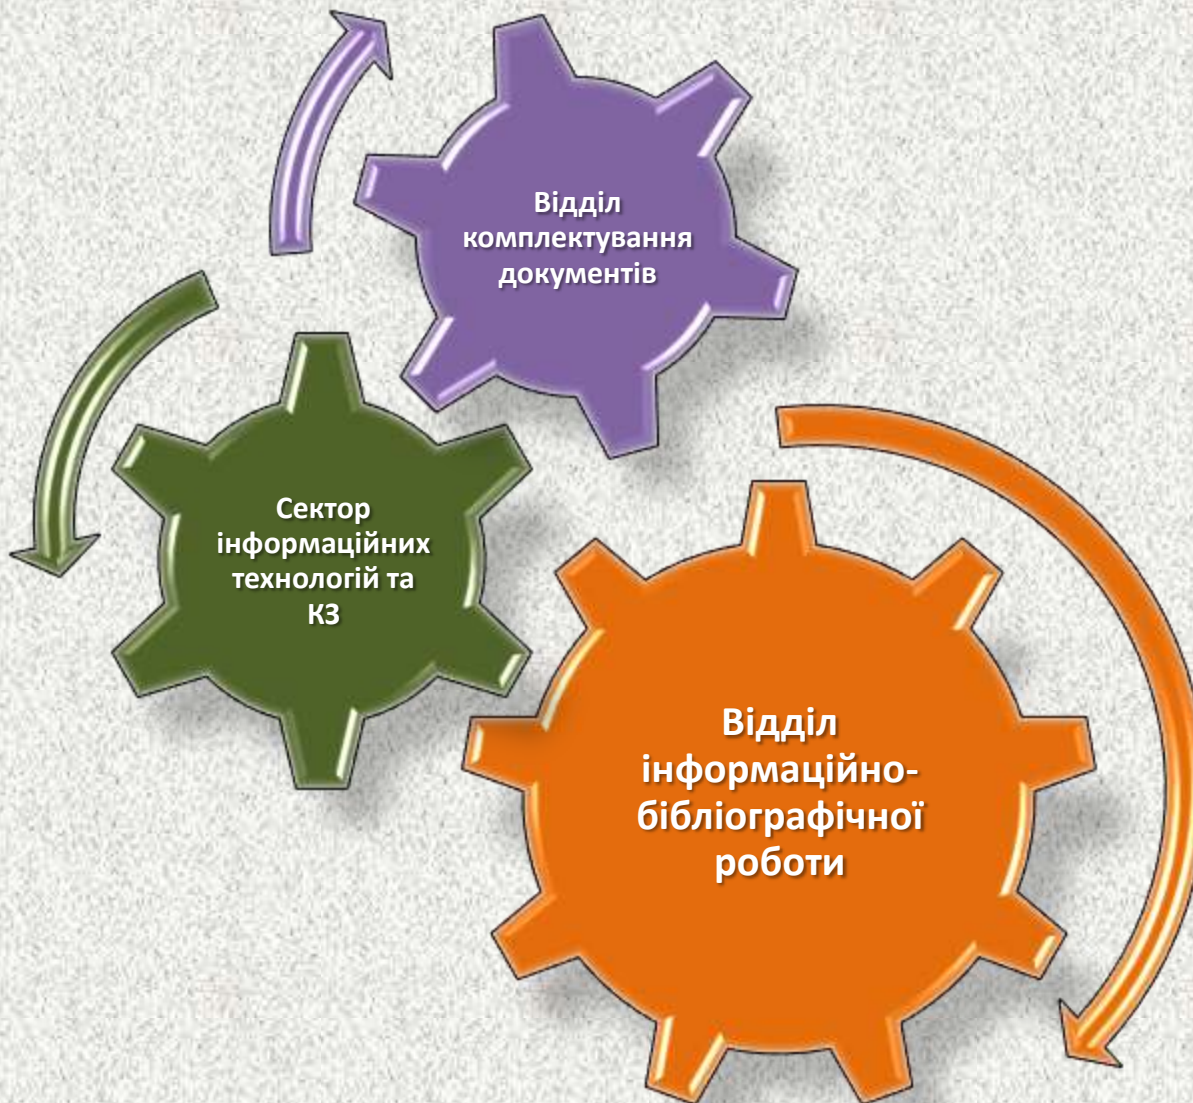 Відділ
комплектування
документів
Сектор
інформаційних
технологій та
КЗ
Відділ
інформаційно-
бібліографічної
роботи